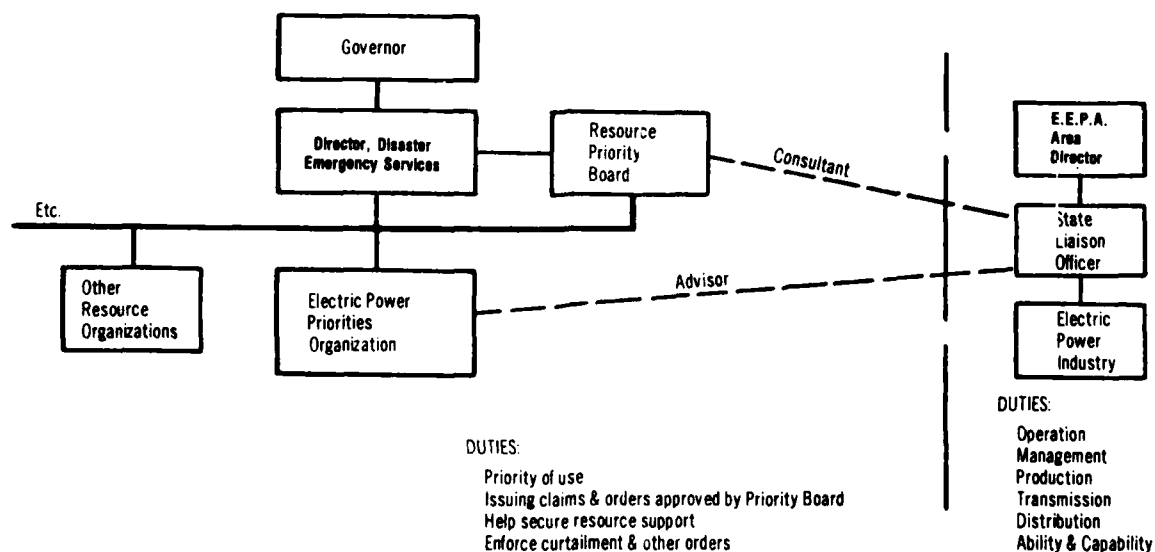 Governor
Director, Disaster
Emergency Services
Resource
Priority
Board
Consultant
E.E.P.A.
Area
Director
Etc.
State
Liaison
Officer
Other
Resource
Organizations
Electric Power
Priorities
Organization
Advisor
Electric
Power
Industry
DUTIES:
Priority of use
Issuing claims & orders approved by Priority Board
Help secure resource support
Enforce curtailment & other orders
DUTIES:
Operation
Management
Production
Transmission
Distribution
Ability & Capability